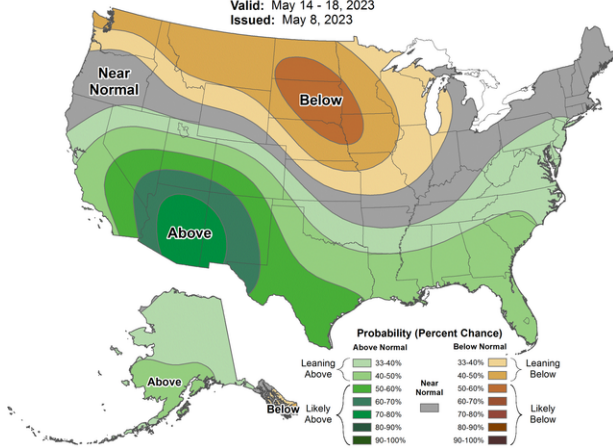 Valid: May 14 - 18, 2023
Issued: May 8, 2023
Near
Normal
Below
Above
Above
Below
Probability (Percent Chance)
Above Normal
Below Normal
Leaning
Above
33-40%
40-50%
Likely
Above
50-60%
60-70%
70-80%
80-90%
90-100%
Near
Normal
33-40%
40-50%
50-60%
60-70%
70-80%
80-90%
90-100%
Leaning
Below
Likely
Below